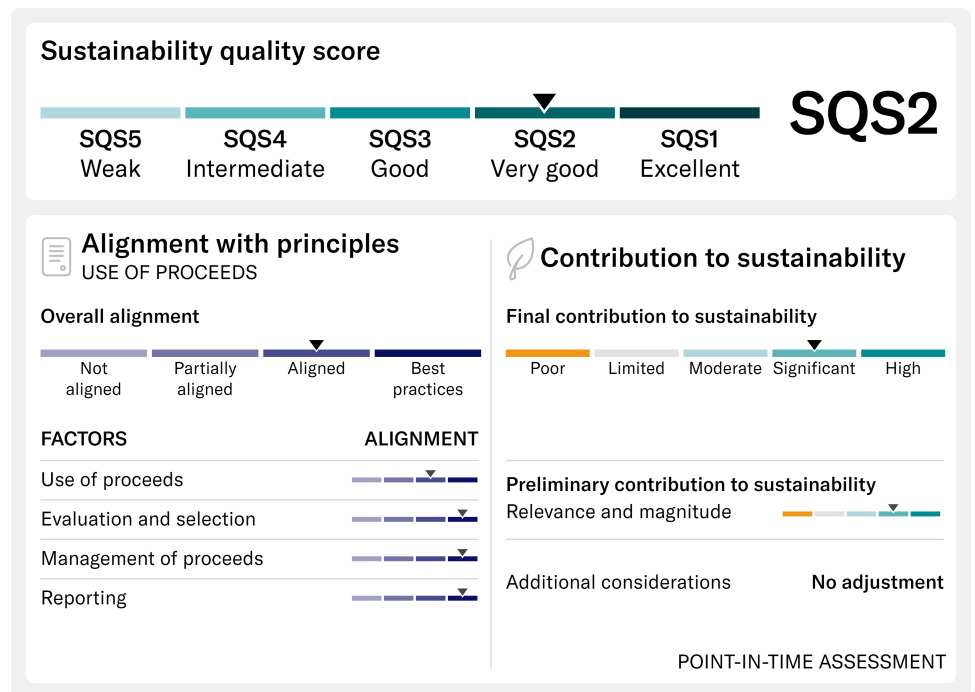 Sustainability quality score
SQS2
SQS5
SQS4
SQS3
SQS2
SQS1
Weak
Intermediate
Good
Very good
Excellent
Alignment with principles
USE OF PROCEEDS
Overall alignment
Not
aligned
Partially
aligned
Aligned
Best
practices
FACTORS
ALIGNMENT
Use of proceeds
Evaluation and selection
Management of proceeds
Reporting
Contribution to sustainability
Final contribution to sustainability
Poor
Limited
Moderate
Significant
High
Preliminary contribution to sustainability
Relevance and magnitude
Additional considerations
No adjustment
POINT-IN-TIME ASSESSMENT